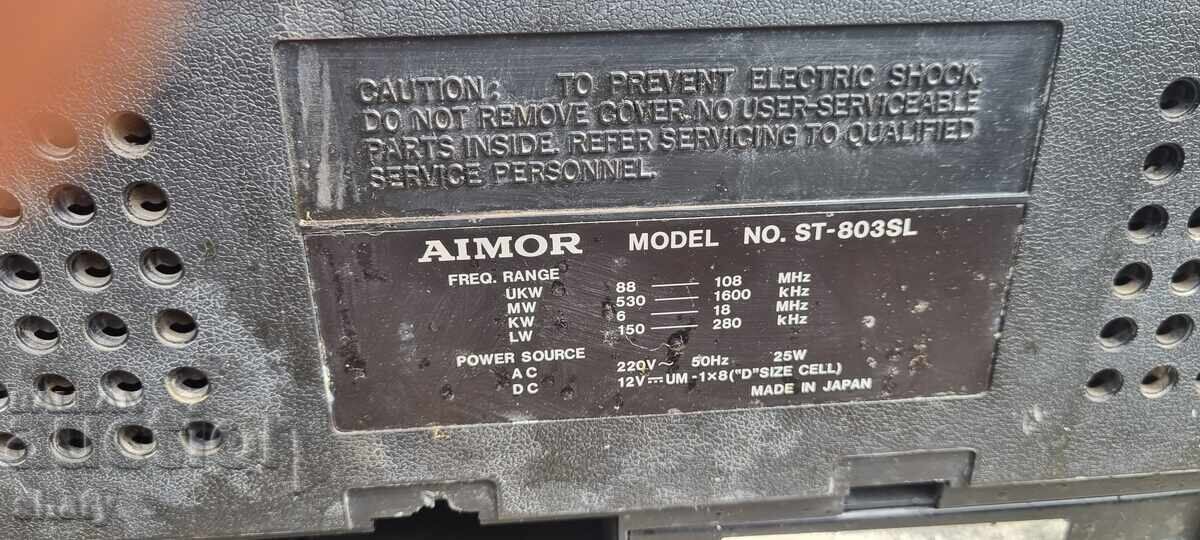 CAUTION: TO PREVENT ELECTRIC SHOCK.
DO NOT REMOVE COVER. NO USER-SERVICEABLE
PARTS INSIDE. REFER SERVICING TO QUALIFIED
SERVICE PERSONNEL.
AIMOR MODEL NO. ST-803SL
FREQ. RANGE
UKW 88 — 108 MHz
MW 530 — 1600 kHz
KW 6 — 18 MHz
LW 150 — 280 kHz
POWER SOURCE
AC 220V~ 50Hz 25W
DC 12V⎓UM-1×8("D"SIZE CELL)
MADE IN JAPAN